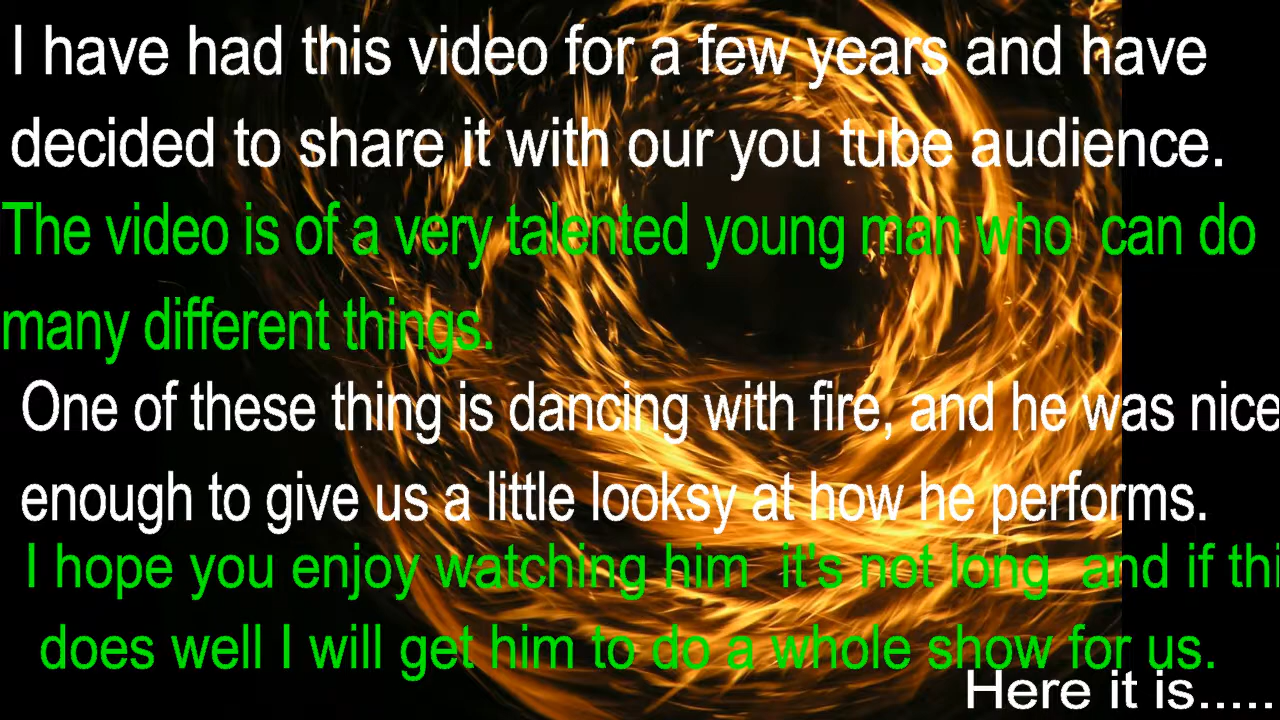 I have had this video for a few years and have
decided to share it with our you tube audience.
The video is of a very talented young man who can do
many different things.
One of these thing is dancing with fire, and he was nice
enough to give us a little looksy at how he performs.
I hope you enjoy watching him it's not long and if thi
does well I will get him to do a whole show for us.
Here it is.....